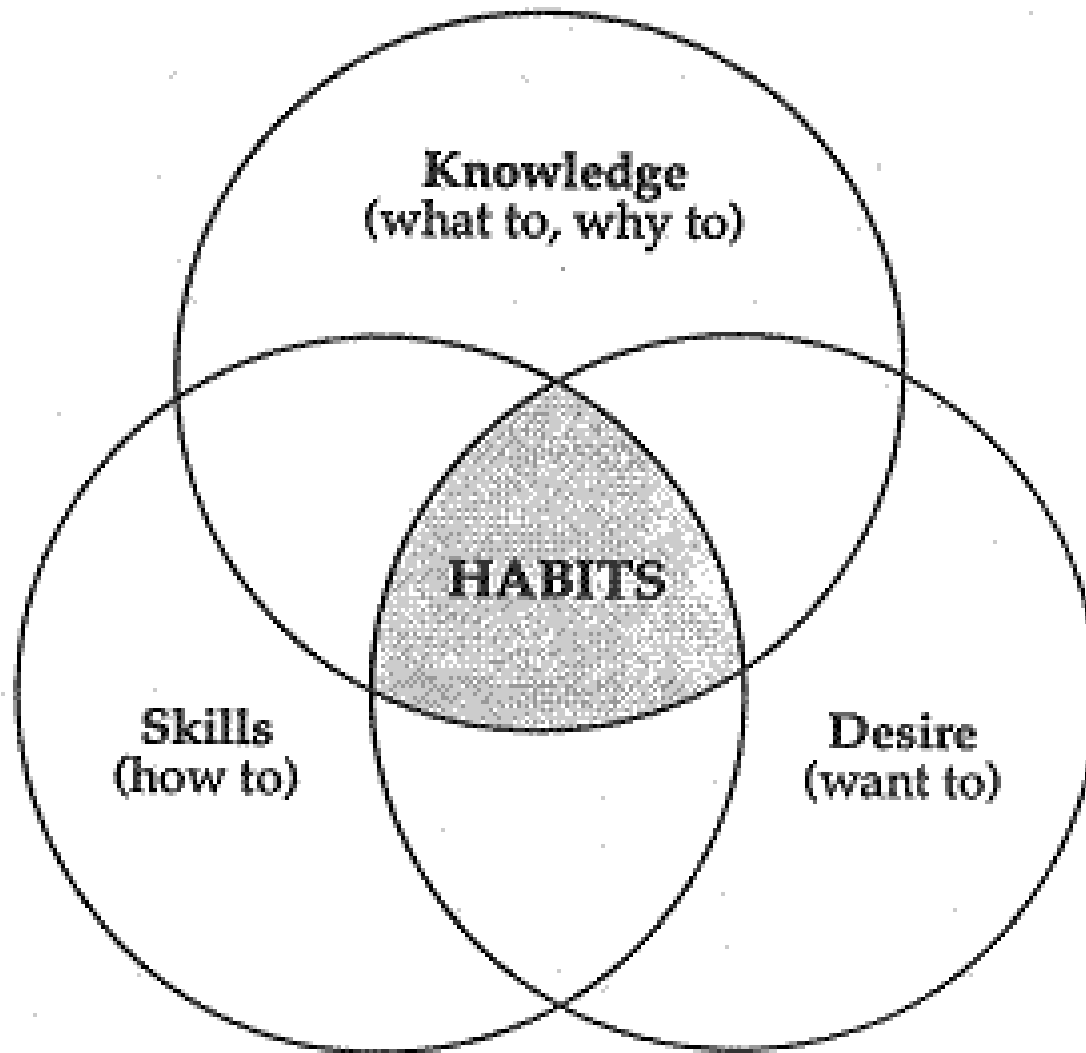 Knowledge
(what to, why to)
HABITS
Skills
(how to)
Desire
(want to)